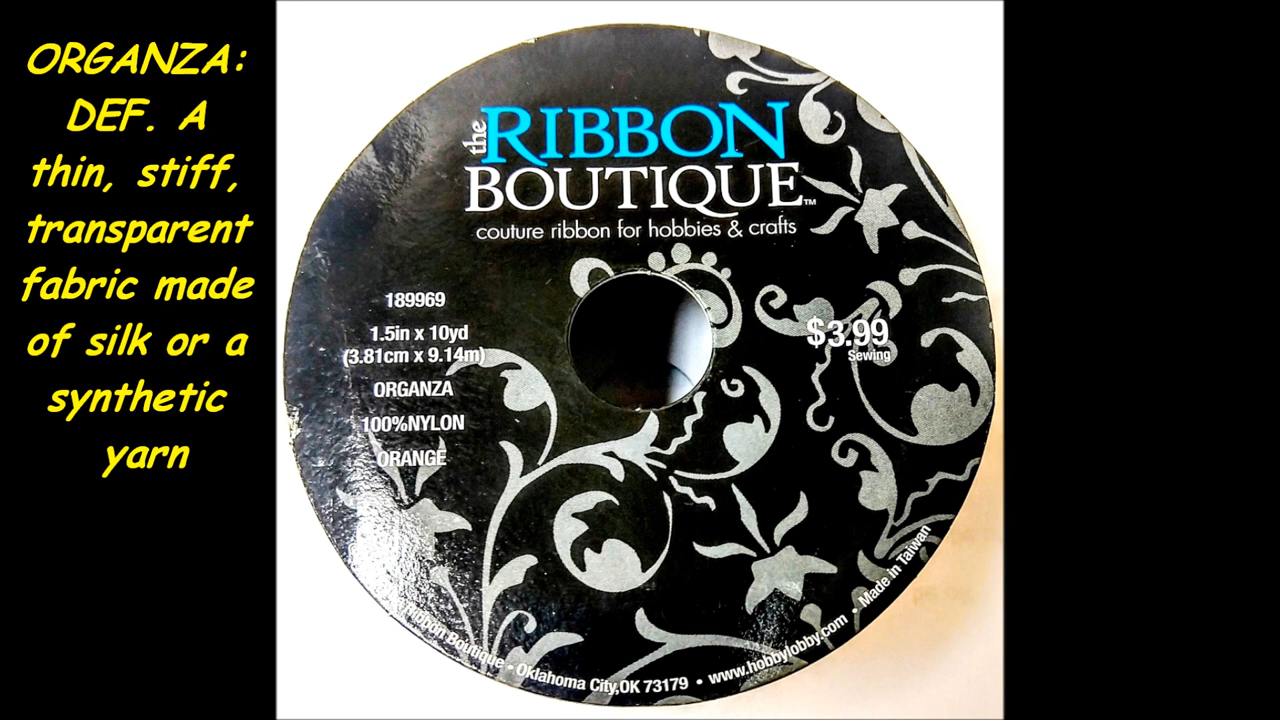 ORGANZA:
DEF. A
thin, stiff,
transparent
fabric made
of silk or a
synthetic
yarn
the RIBBON
BOUTIQUE™
couture ribbon for hobbies & crafts
189969
1.5in x 10yd
(3.81cm x 9.14m)
ORGANZA
100%NYLON
ORANGE
$3.99
Sewing
Ribbon Boutique • Oklahoma City,OK 73179 • www.hobbylobby.com • Made in Taiwan